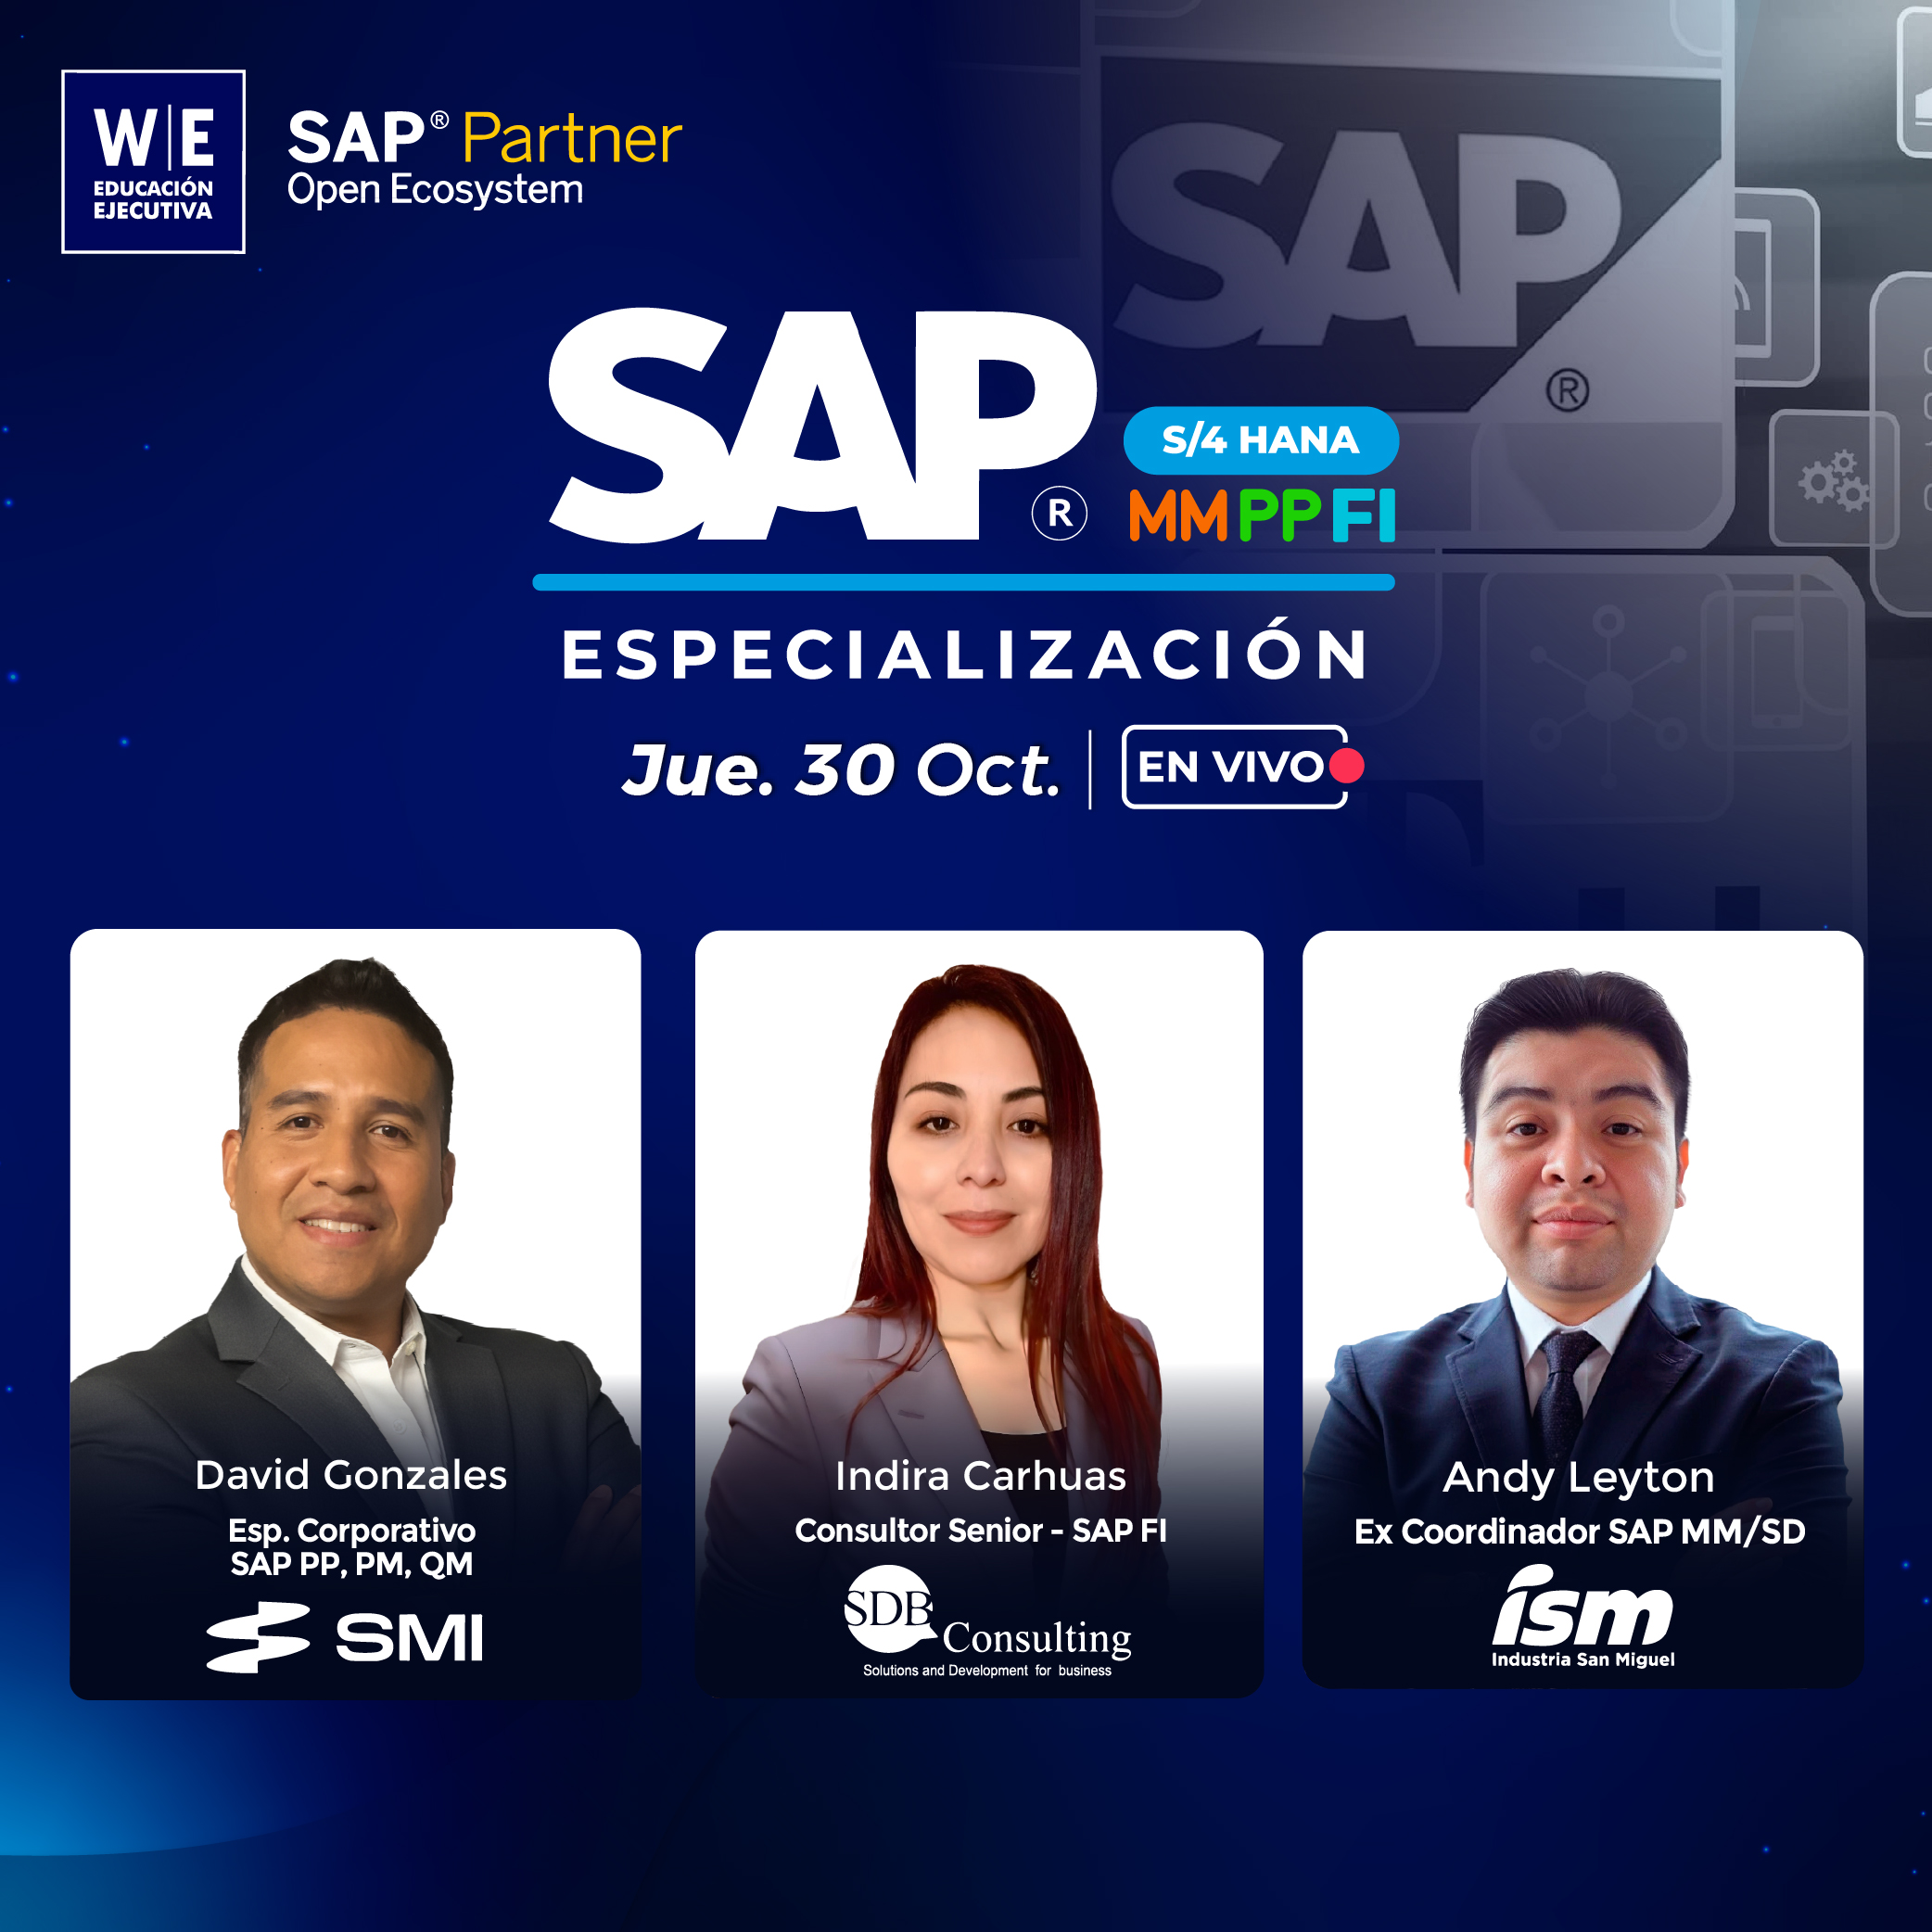 W|E
EDUCACIÓN
EJECUTIVA
SAP® Partner
Open Ecosystem
SAP
®
SAP
®
S/4 HANA
MM PP FI
ESPECIALIZACIÓN
Jue. 30 Oct. | EN VIVO
David Gonzales
Esp. Corporativo
SAP PP, PM, QM
SMI
Indira Carhuas
Consultor Senior - SAP FI
SDB
Consulting
Solutions and Development for business
Andy Leyton
Ex Coordinador SAP MM/SD
ism
Industria San Miguel